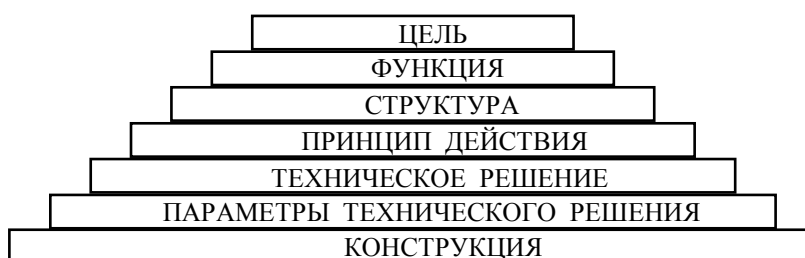 ЦЕЛЬ
ФУНКЦИЯ
СТРУКТУРА
ПРИНЦИП ДЕЙСТВИЯ
ТЕХНИЧЕСКОЕ РЕШЕНИЕ
ПАРАМЕТРЫ ТЕХНИЧЕСКОГО РЕШЕНИЯ
КОНСТРУКЦИЯ